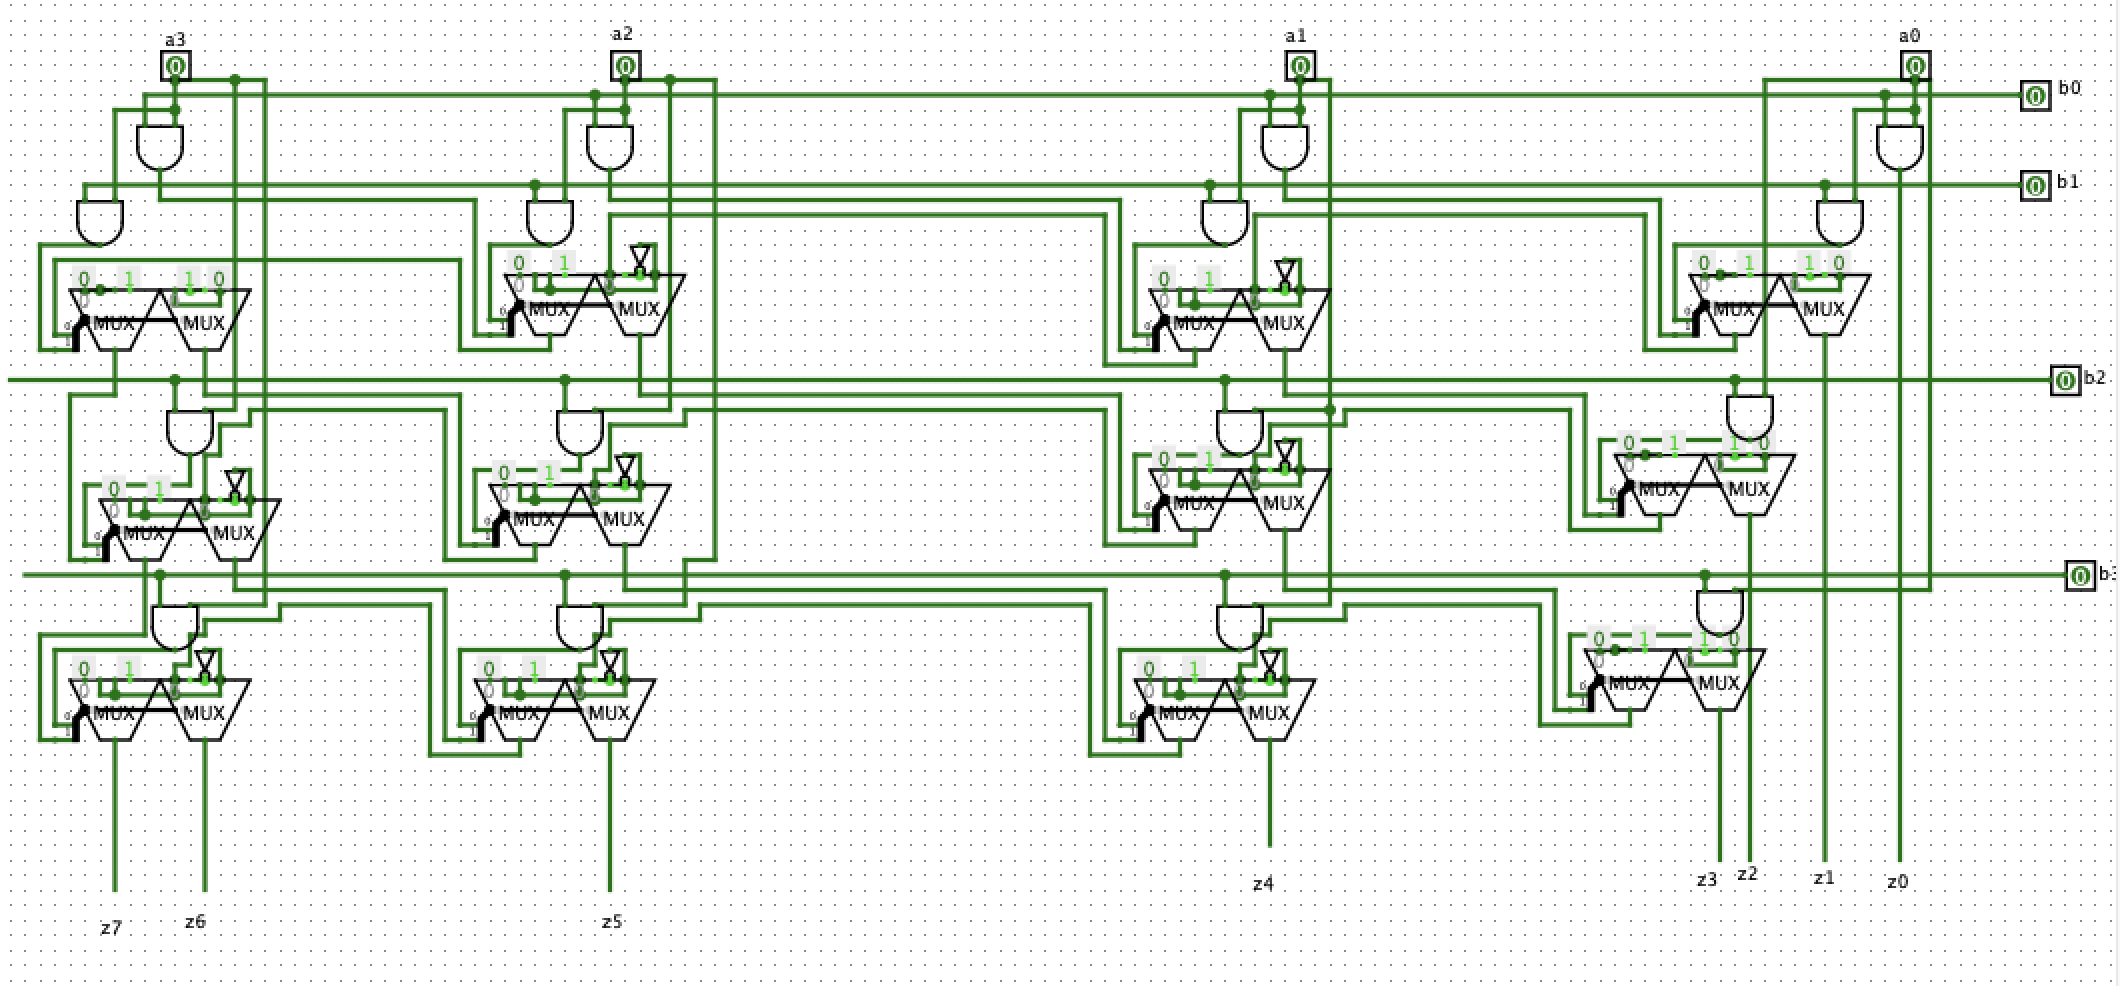 a3 a2 a1 a0
0 0 0 0
0 b0
0 b1
0 1 1 0 0 1 0 1 0 1 1 0
MUX MUX MUX MUX MUX MUX MUX MUX
0 b2
0 1 0 1 0 1 0 1 1 0
MUX MUX MUX MUX MUX MUX MUX MUX
0 b3
0 1 0 1 0 1 0 1 1 0
MUX MUX MUX MUX MUX MUX MUX MUX
z7 z6 z5 z4 z3 z2 z1 z0